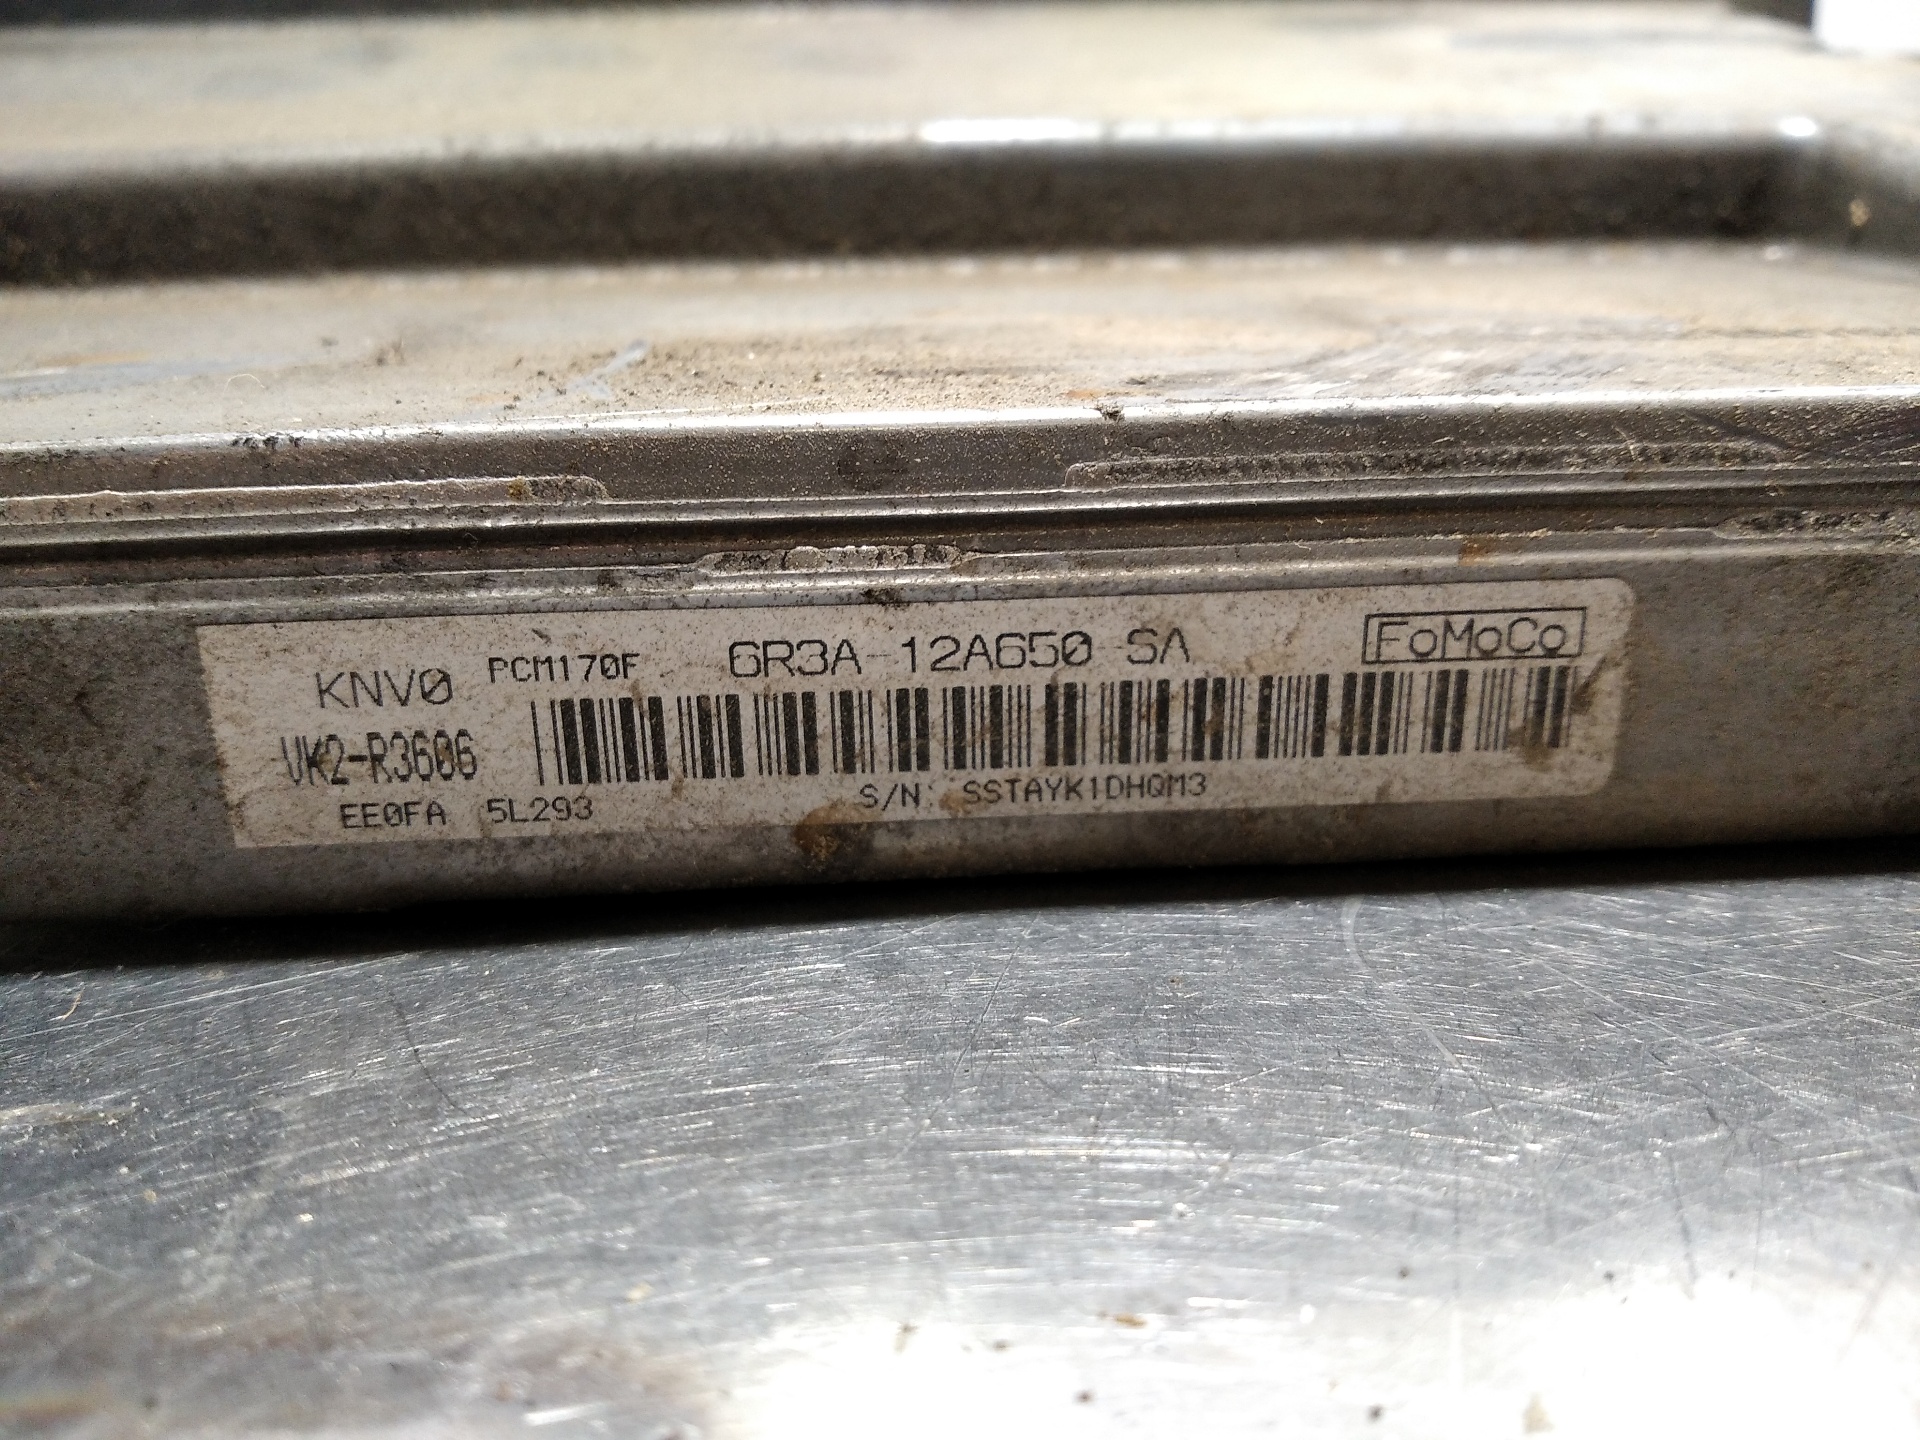 KNV0 PCM170F 6R3A-12A650-SA FoMoCo
VK2-R3606
EE0FA 5L293 S/N: SSTAYK1DHQM3